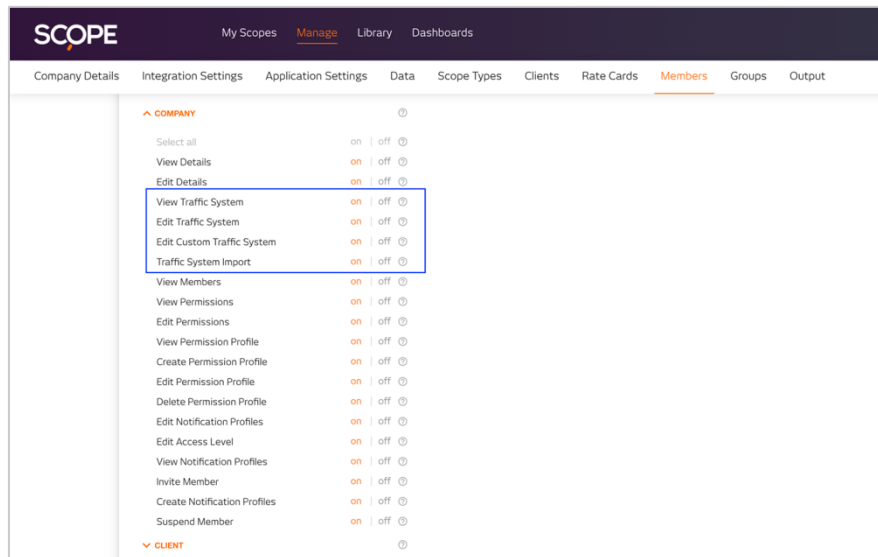 SCOPE My Scopes Manage Library Dashboards
Company Details Integration Settings Application Settings Data Scope Types Clients Rate Cards Members Groups Output
COMPANY
Select all on | off
View Details on | off
Edit Details on | off
View Traffic System on | off
Edit Traffic System on | off
Edit Custom Traffic System on | off
Traffic System Import on | off
View Members on | off
View Permissions on | off
Edit Permissions on | off
View Permission Profile on | off
Create Permission Profile on | off
Edit Permission Profile on | off
Delete Permission Profile on | off
Edit Notification Profiles on | off
Edit Access Level on | off
View Notification Profiles on | off
Invite Member on | off
Create Notification Profiles on | off
Suspend Member on | off
CLIENT